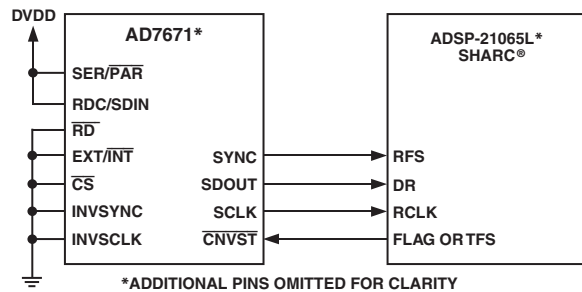 DVDD
AD7671*
SER/PAR
RDC/SDIN
RD
EXT/INT
CS
INVSYNC
INVSCLK
SYNC
SDOUT
SCLK
CNVST
ADSP-21065L*
SHARC®
RFS
DR
RCLK
FLAG OR TFS
*ADDITIONAL PINS OMITTED FOR CLARITY